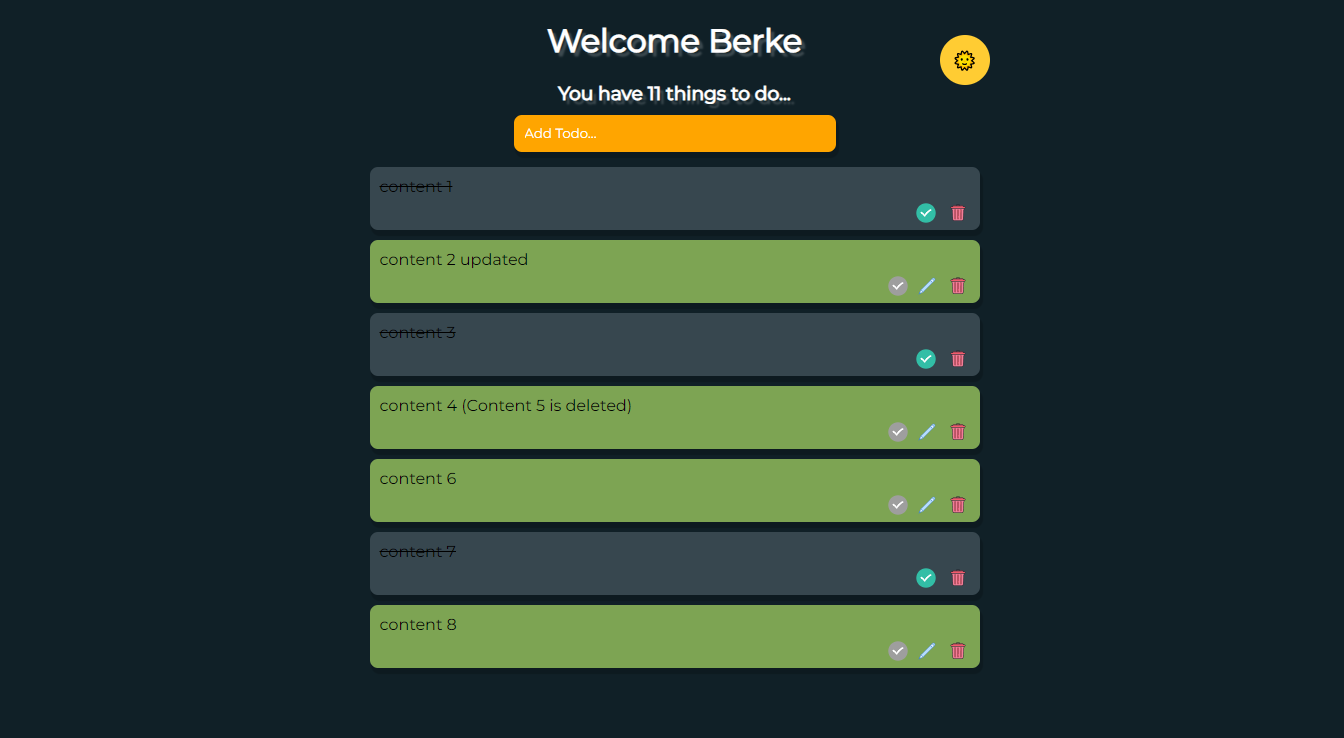 Welcome Berke
You have 11 things to do...
Add Todo...
content 1
content 2 updated
content 3
content 4 (Content 5 is deleted)
content 6
content 7
content 8